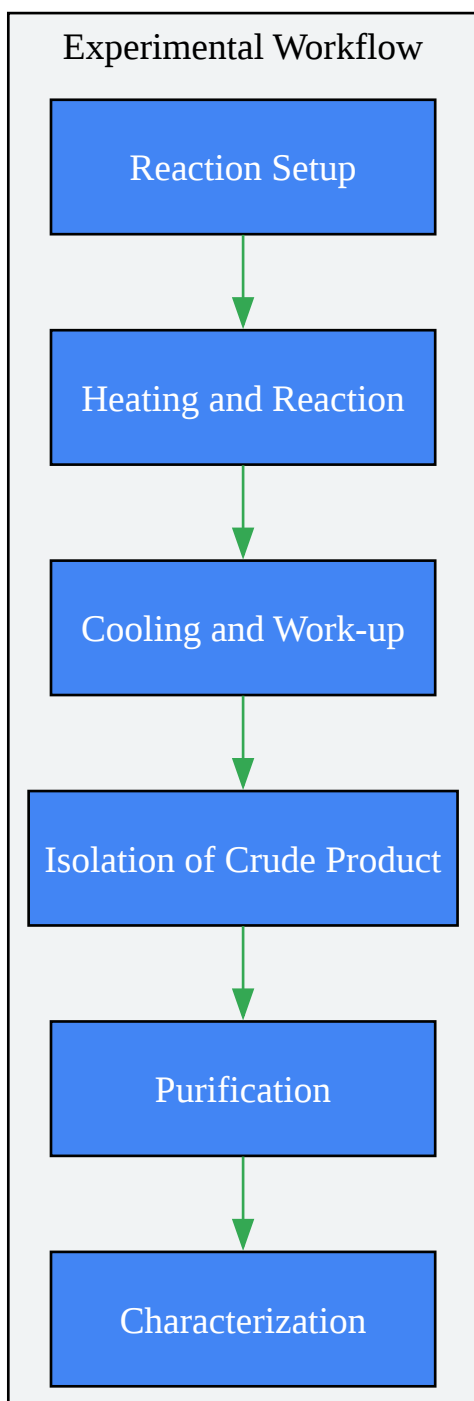 Experimental Workflow
Reaction Setup
Heating and Reaction
Cooling and Work-up
Isolation of Crude Product
Purification
Characterization